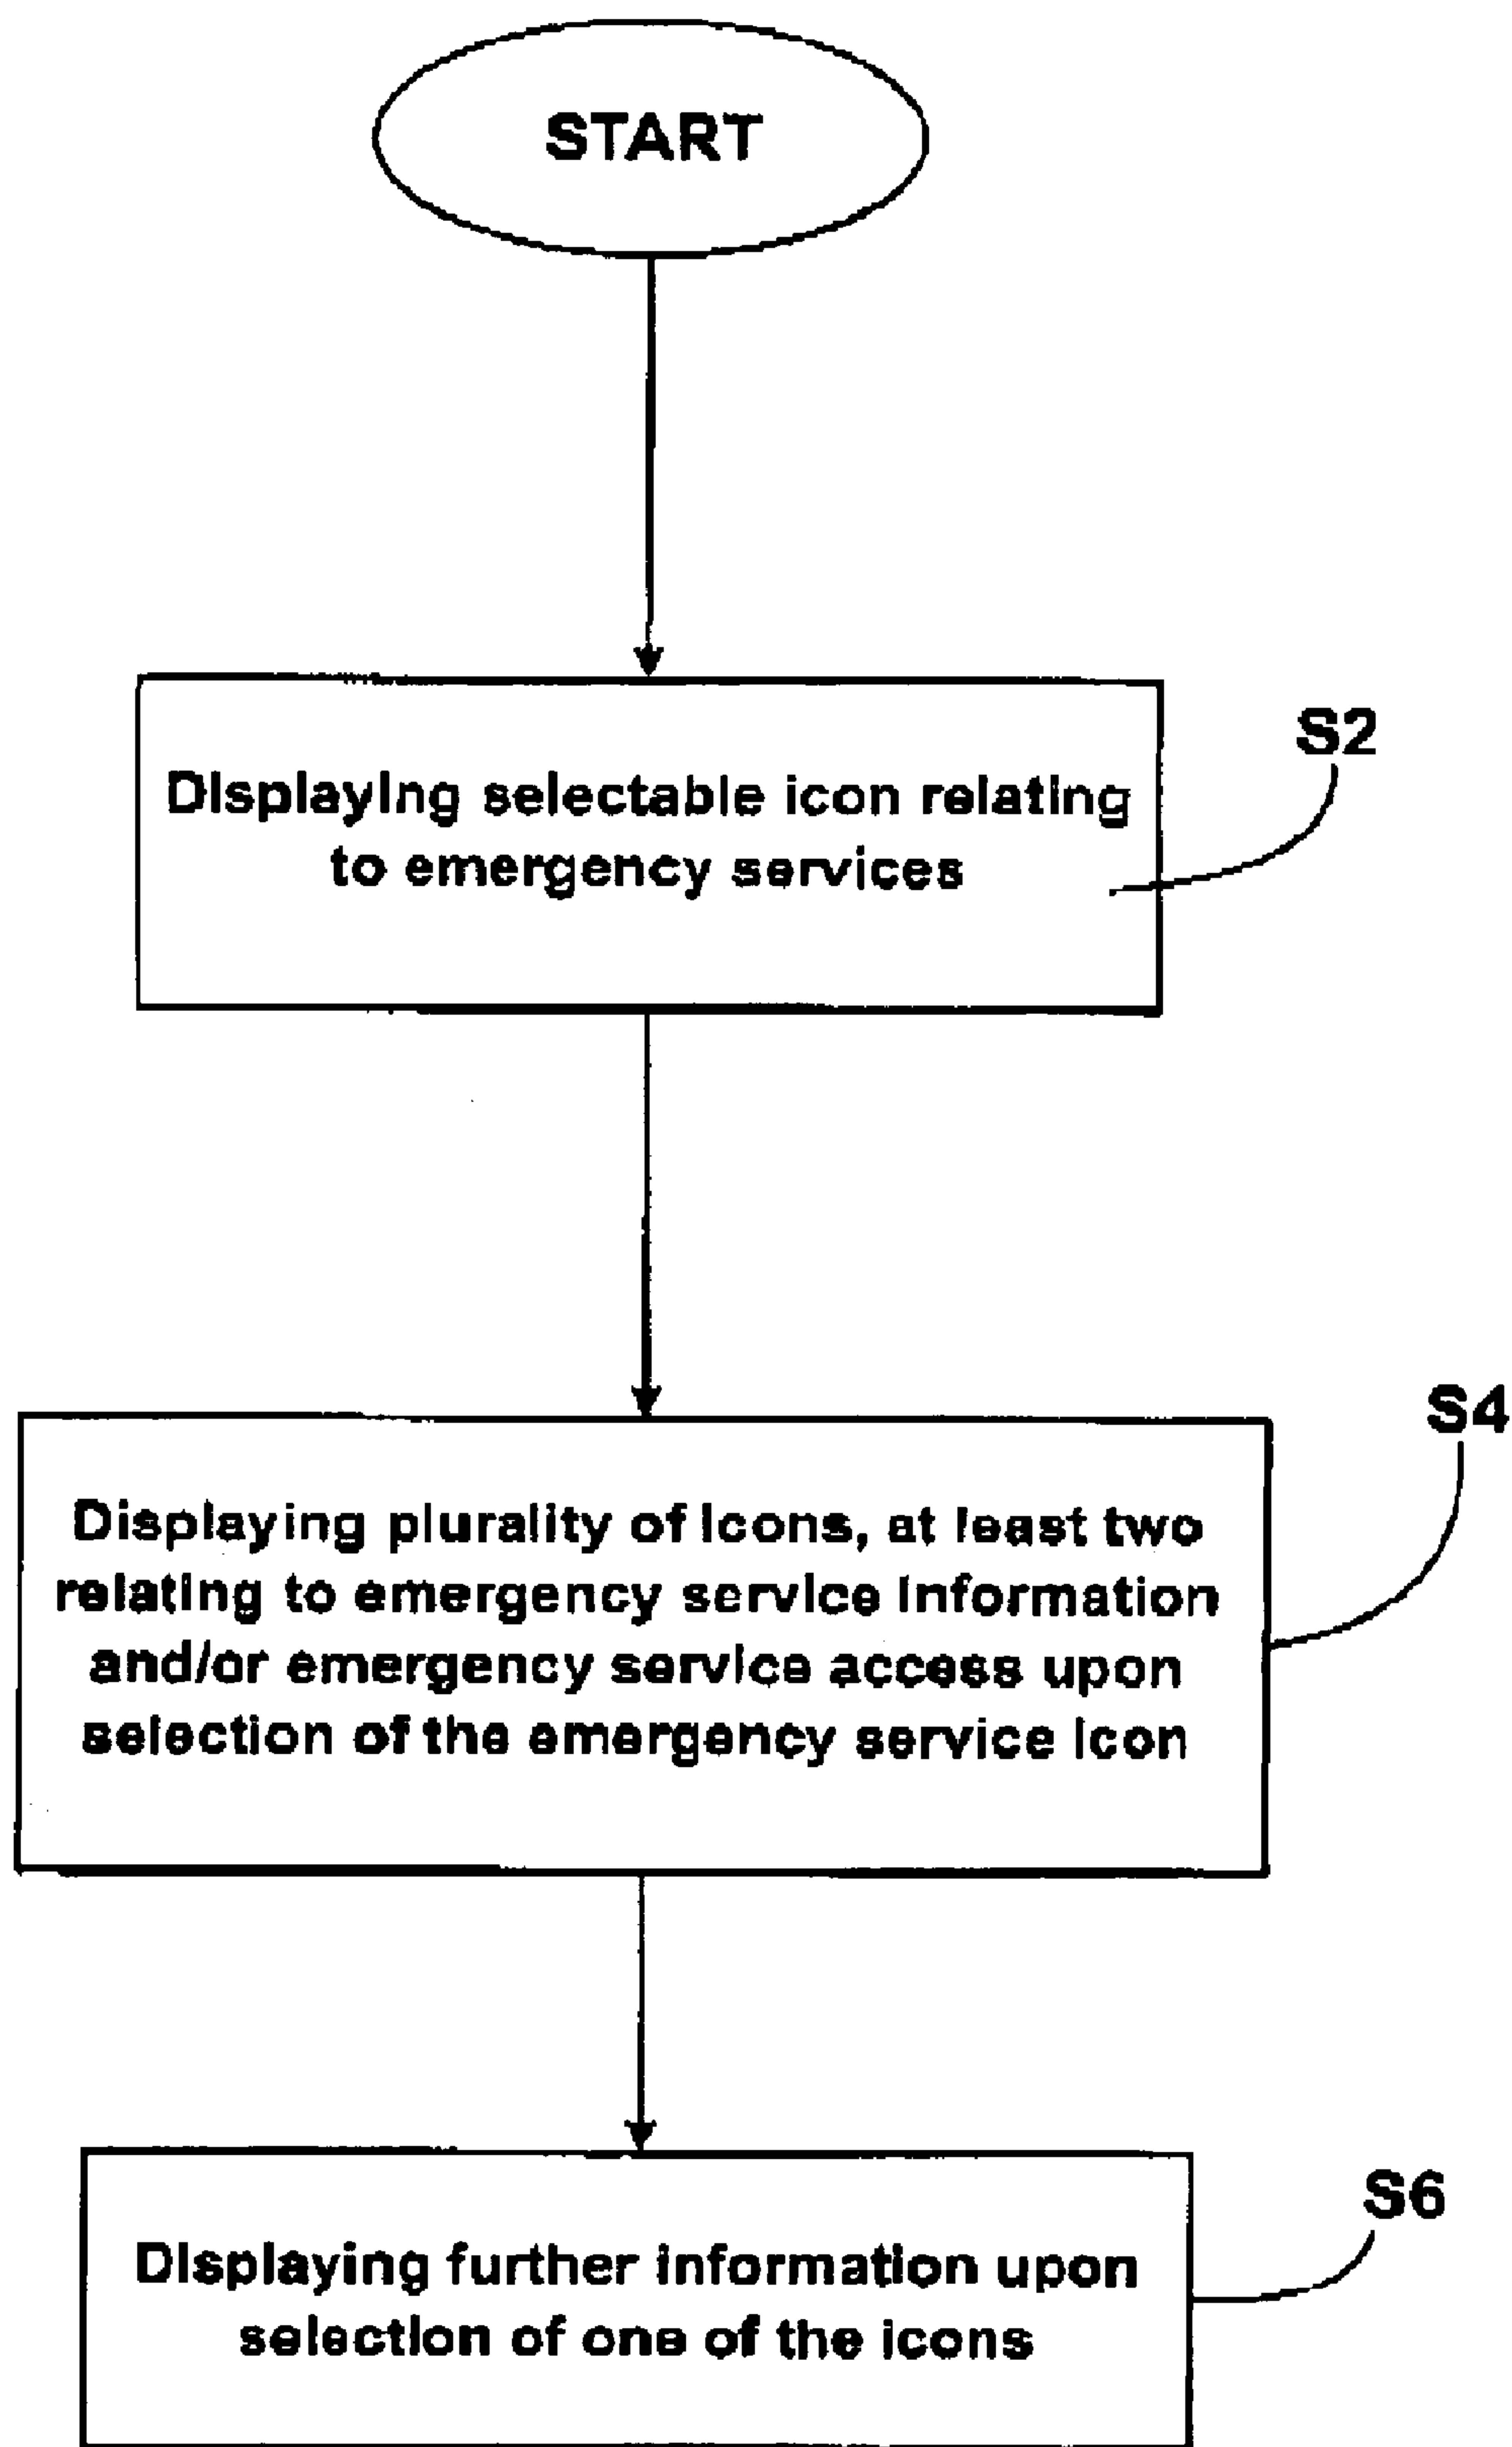 START
S2
Displaying selectable icon relating
to emergency services
S4
Displaying plurality of Icons, at least two
relating to emergency service Information
and/or emergency service access upon
selection of the emergency service Icon
S6
Displaying further information upon
selection of one of the icons